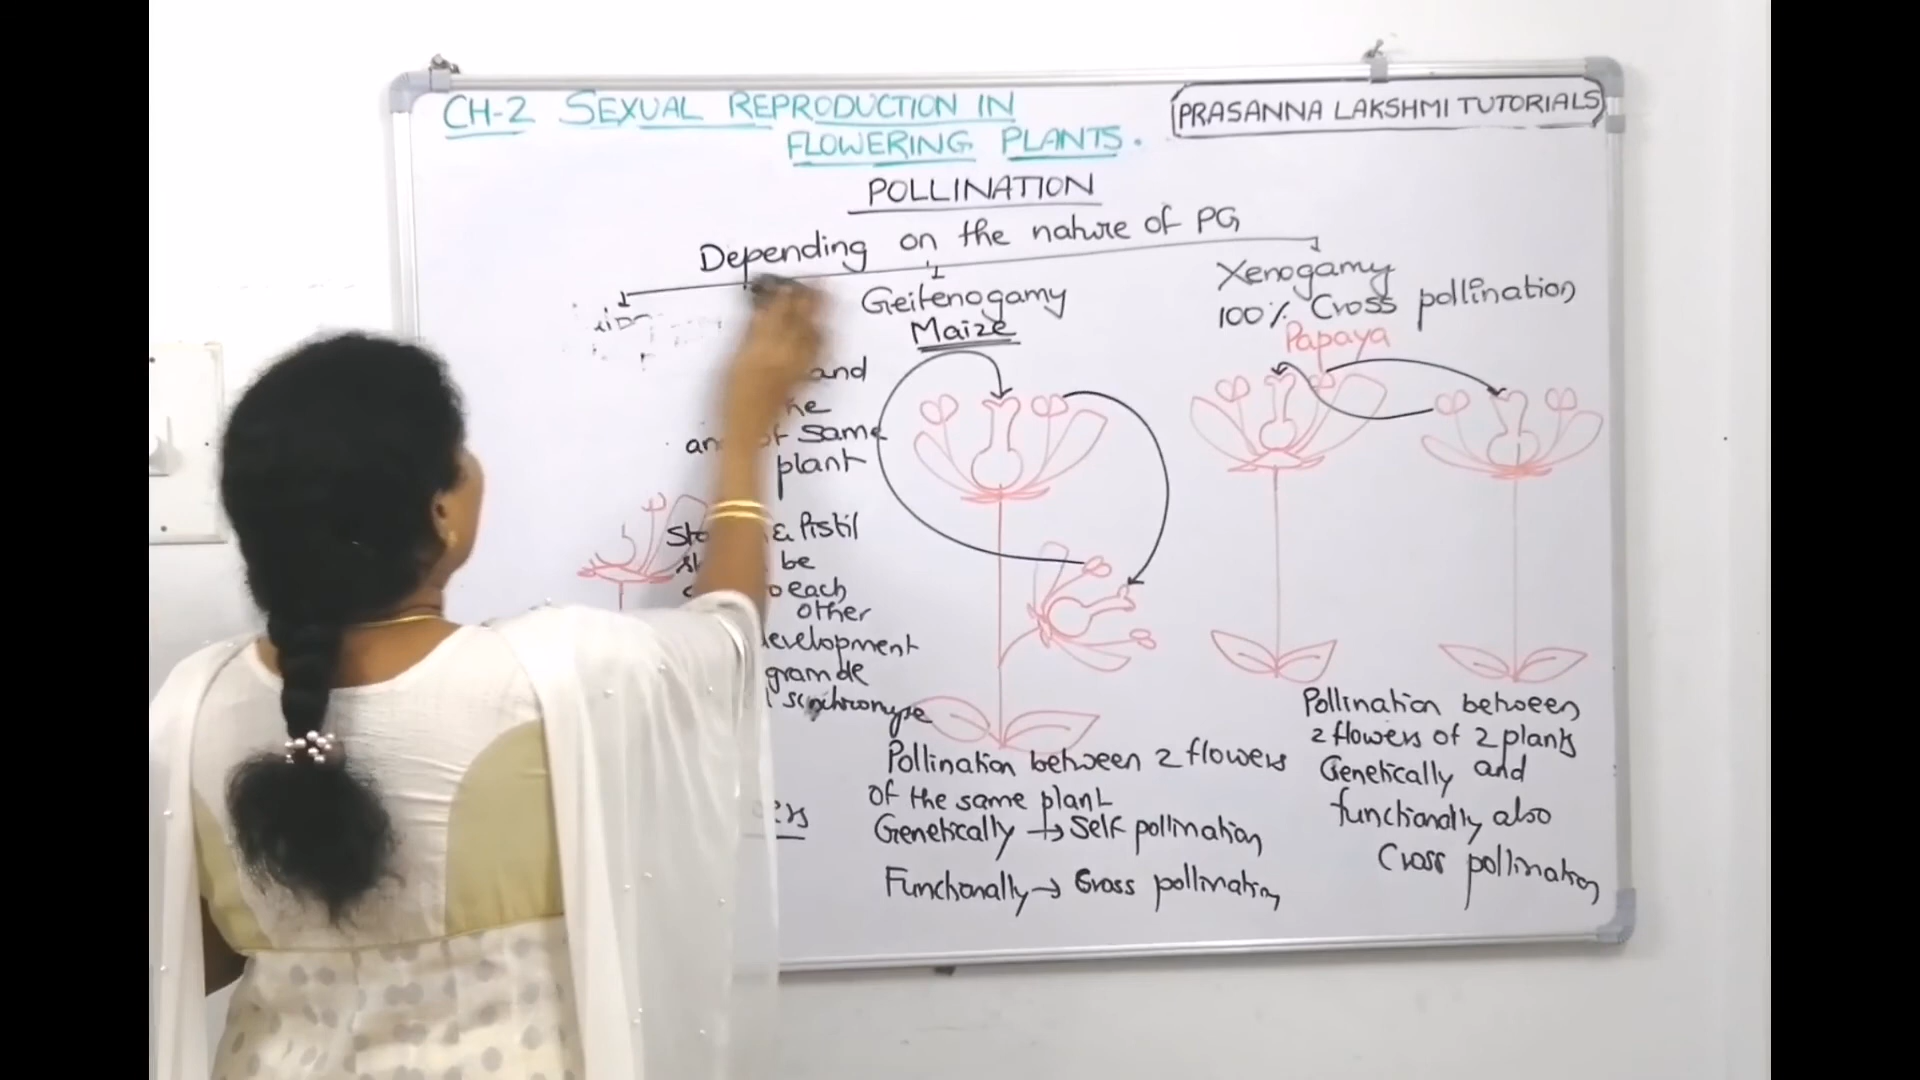 CH-2 SEXUAL REPRODUCTION IN
FLOWERING PLANTS.
PRASANNA LAKSHMI TUTORIALS
POLLINATION
Depending on the nature of PG
Geitenogamy
Maize
and
same
plant
& Pistil
be
each
other
development
synchronyse
Pollination between 2 flowers
of the same plant
Genetically → Self pollination
Functionally → Cross pollination
Xenogamy
100% Cross pollination
Papaya
Pollination between
2 flowers of 2 plants
Genetically and
functionally also
Cross pollination